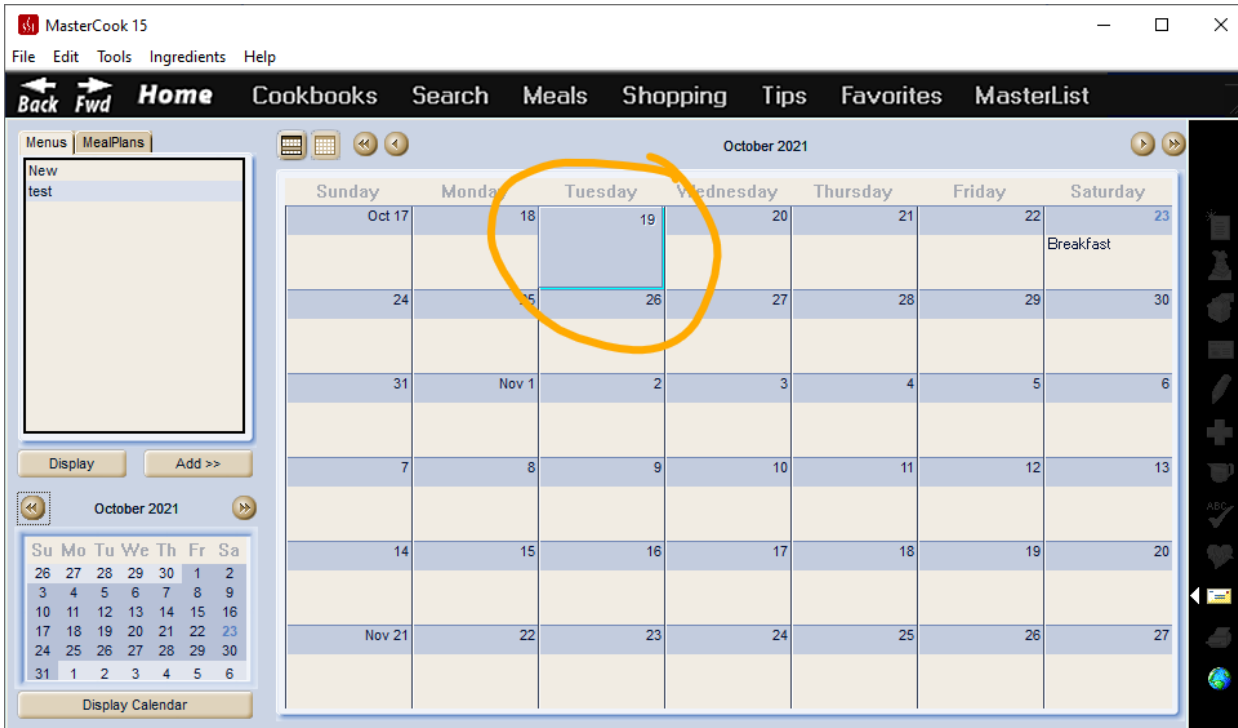 MasterCook 15
File Edit Tools Ingredients Help
Back Fwd Home Cookbooks Search Meals Shopping Tips Favorites MasterList
Menus MealPlans
New
test
Display Add >>
October 2021
Su Mo Tu We Th Fr Sa
26 27 28 29 30 1 2
3 4 5 6 7 8 9
10 11 12 13 14 15 16
17 18 19 20 21 22 23
24 25 26 27 28 29 30
31 1 2 3 4 5 6
Display Calendar
October 2021
Sunday Monday Tuesday Wednesday Thursday Friday Saturday
Oct 17 18 19 20 21 22 23
Breakfast
24 25 26 27 28 29 30
31 Nov 1 2 3 4 5 6
7 8 9 10 11 12 13
14 15 16 17 18 19 20
Nov 21 22 23 24 25 26 27
ABC